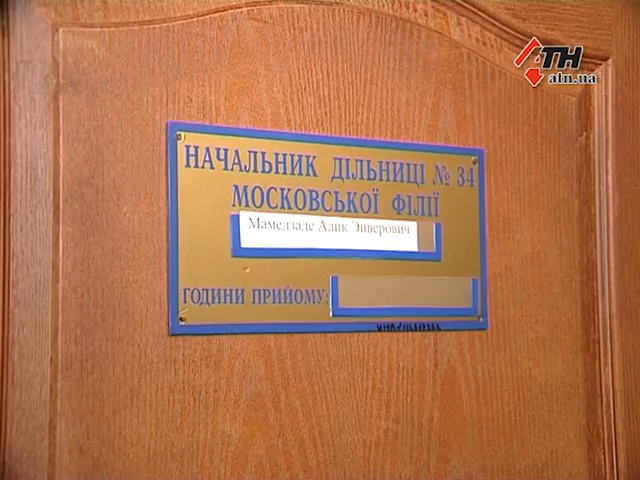 АТН
atn.ua
НАЧАЛЬНИК ДІЛЬНИЦІ № 34
МОСКОВСЬКОЇ ФІЛІЇ
Мамедзаде Алик Энверович
ГОДИНИ ПРИЙОМУ: